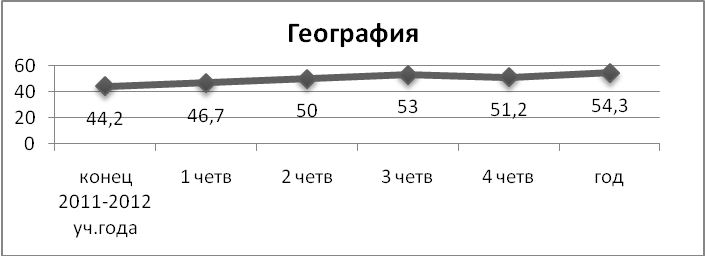 География
60
40
20
0
44,2 46,7 50 53 51,2 54,3
конец 1 четв 2 четв 3 четв 4 четв год
2011-2012
уч.года